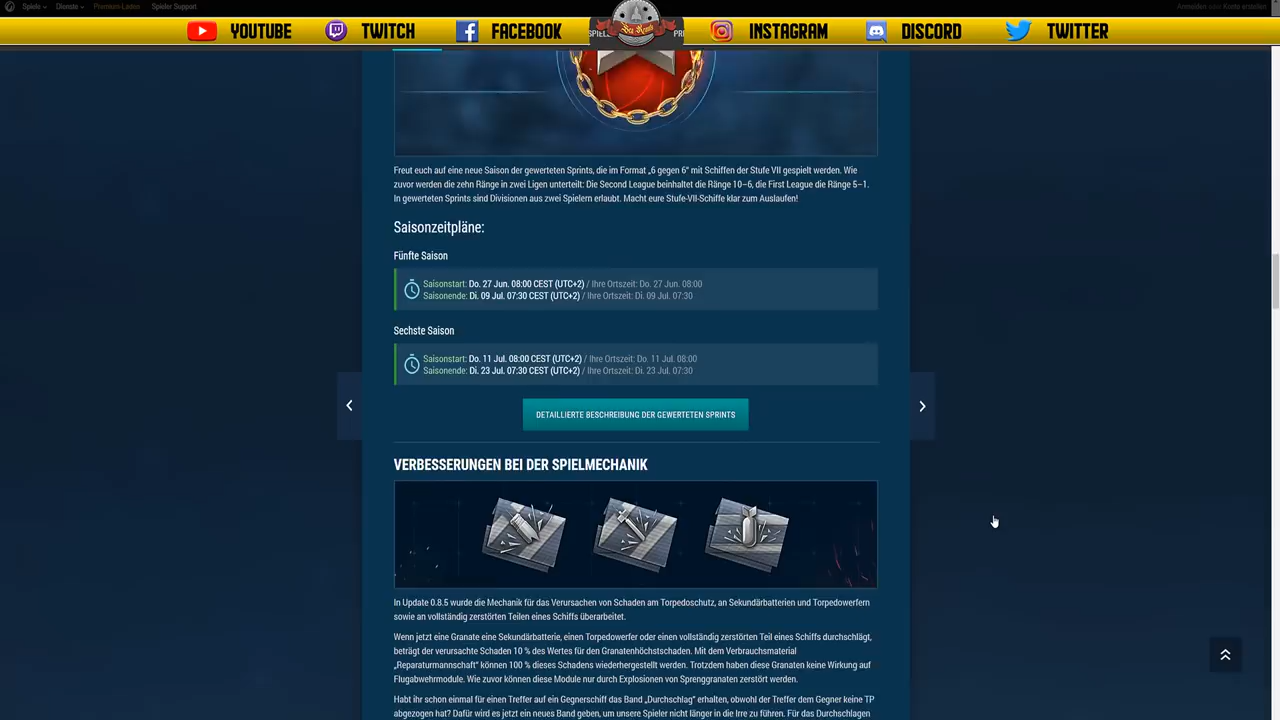 Spiele
Dienste
Premium-Laden
Spieler Support
Anmelden oder Konto erstellen
YOUTUBE
TWITCH
FACEBOOK
INSTAGRAM
DISCORD
TWITTER
Freut euch auf eine neue Saison der gewerteten Sprints, die im Format „6 gegen 6“ mit Schiffen der Stufe VII gespielt werden. Wie
zuvor werden die zehn Ränge in zwei Ligen unterteilt: Die Second League beinhaltet die Ränge 10–6, die First League die Ränge 5–1.
In gewerteten Sprints sind Divisionen aus zwei Spielern erlaubt. Macht eure Stufe-VII-Schiffe klar zum Auslaufen!
Saisonzeitpläne:
Fünfte Saison
Saisonstart: Do. 27 Jun. 08:00 CEST (UTC+2) / Ihre Ortszeit: Do. 27 Jun. 08:00
Saisonende: Di. 09 Jul. 07:30 CEST (UTC+2) / Ihre Ortszeit: Di. 09 Jul. 07:30
Sechste Saison
Saisonstart: Do. 11 Jul. 08:00 CEST (UTC+2) / Ihre Ortszeit: Do. 11 Jul. 08:00
Saisonende: Di. 23 Jul. 07:30 CEST (UTC+2) / Ihre Ortszeit: Di. 23 Jul. 07:30
DETAILLIERTE BESCHREIBUNG DER GEWERTETEN SPRINTS
VERBESSERUNGEN BEI DER SPIELMECHANIK
In Update 0.8.5 wurde die Mechanik für das Verursachen von Schaden am Torpedoschutz, an Sekundärbatterien und Torpedowerfern
sowie an vollständig zerstörten Teilen eines Schiffs überarbeitet.
Wenn jetzt eine Granate eine Sekundärbatterie, einen Torpedowerfer oder einen vollständig zerstörten Teil eines Schiffs durchschlägt,
beträgt der verursachte Schaden 10 % des Wertes für den Granatenhöchstschaden. Mit dem Verbrauchsmaterial
„Reparaturmannschaft“ können 100 % dieses Schadens wiederhergestellt werden. Trotzdem haben diese Granaten keine Wirkung auf
Flugabwehrmodule. Wie zuvor können diese Module nur durch Explosionen von Sprenggranaten zerstört werden.
Habt ihr schon einmal für einen Treffer auf ein Gegnerschiff das Band „Durchschlag“ erhalten, obwohl der Treffer dem Gegner keine TP
abgezogen hat? Dafür wird es jetzt ein neues Band geben, um unsere Spieler nicht länger in die Irre zu führen. Für das Durchschlagen